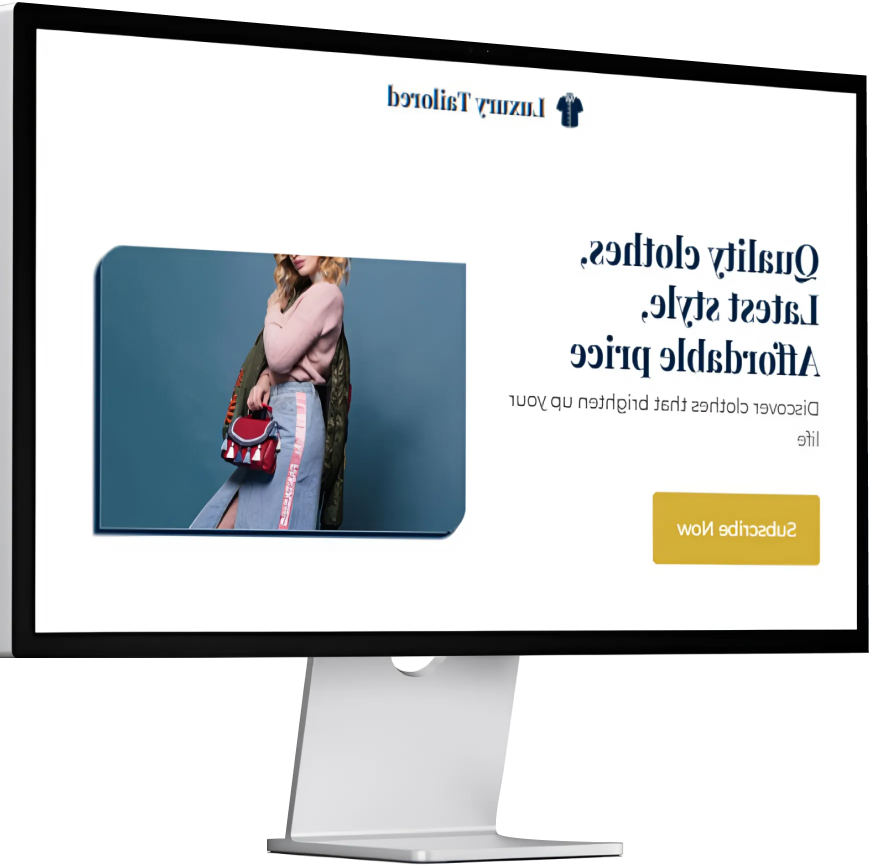 Luxury Tailored
Quality clothes,
Latest style,
Affordable price
Discover clothes that brighten up your
life
Subscribe Now